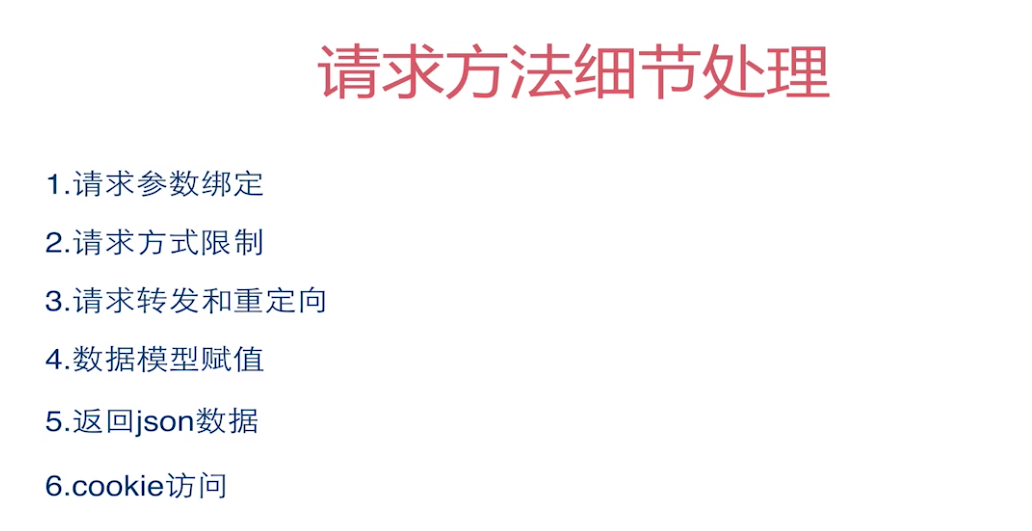 请求方法细节处理
1.请求参数绑定
2.请求方式限制
3.请求转发和重定向
4.数据模型赋值
5.返回json数据
6.cookie访问